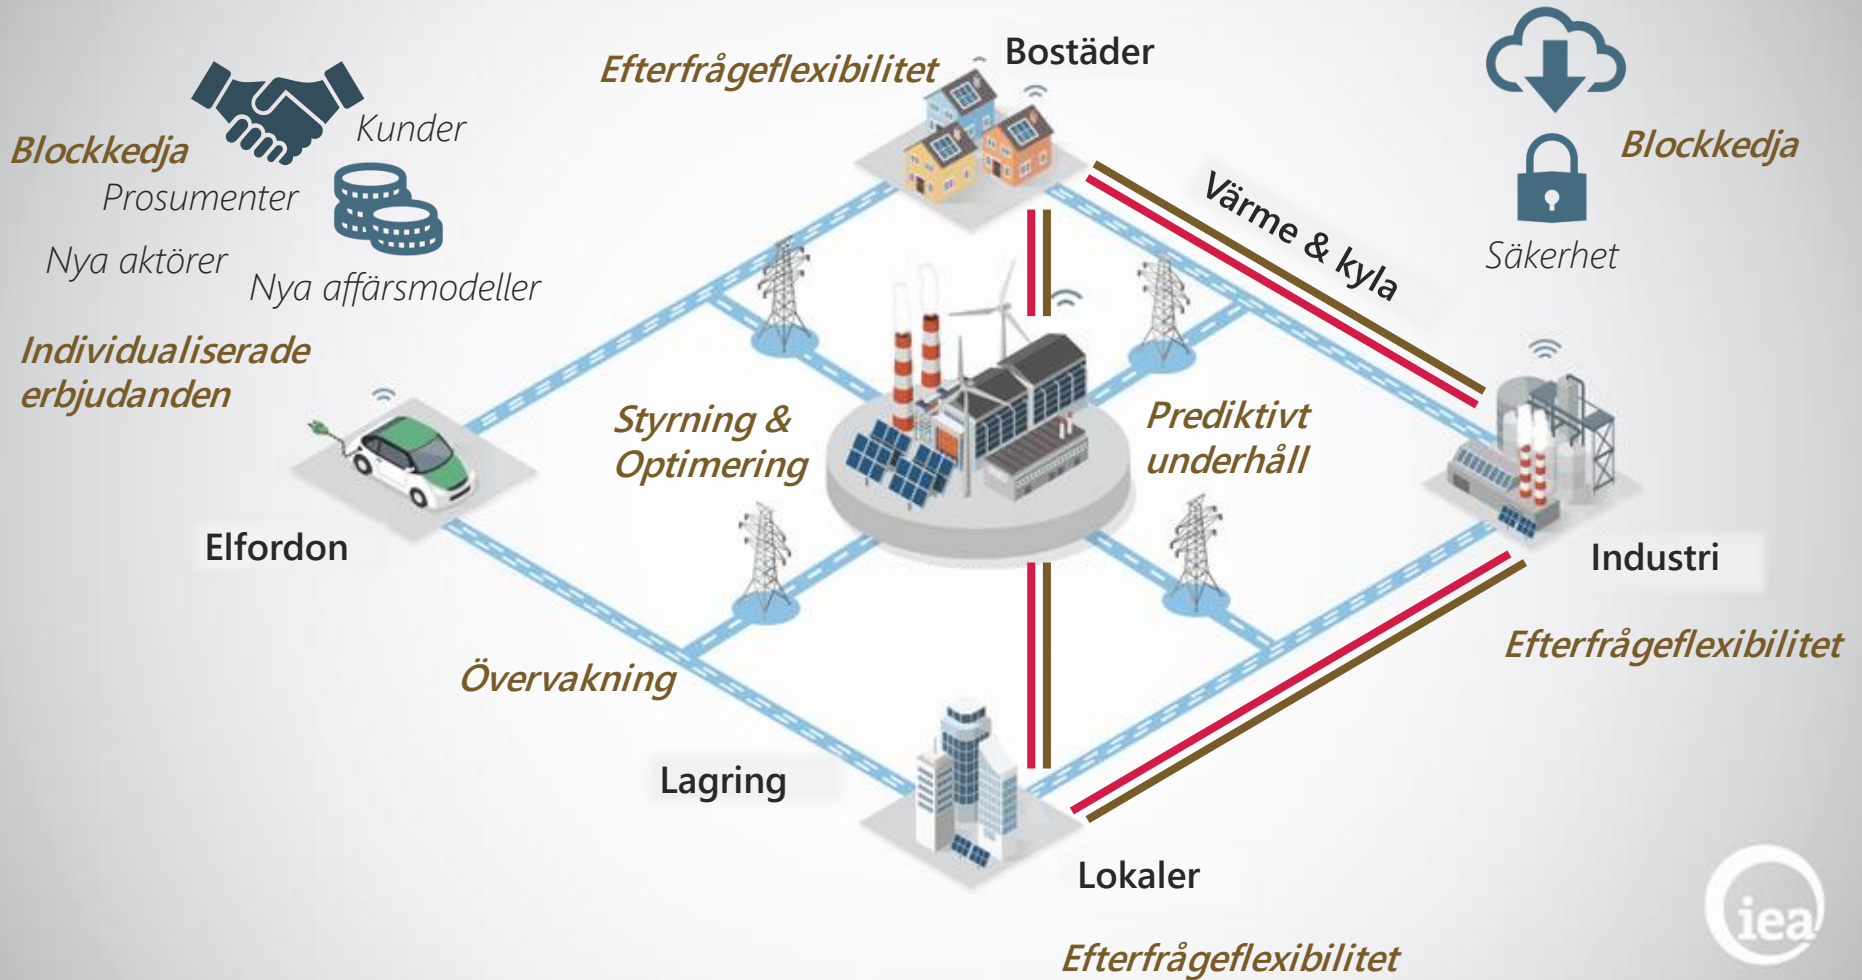 Efterfrågeflexibilitet
Bostäder
Kunder
Blockkedja
Prosumenter
Nya aktörer
Nya affärsmodeller
Individualiserade
erbjudanden
Blockkedja
Säkerhet
Värme & kyla
Styrning &
Optimering
Prediktivt
underhåll
Elfordon
Industri
Efterfrågeflexibilitet
Övervakning
Lagring
Lokaler
Efterfrågeflexibilitet
iea